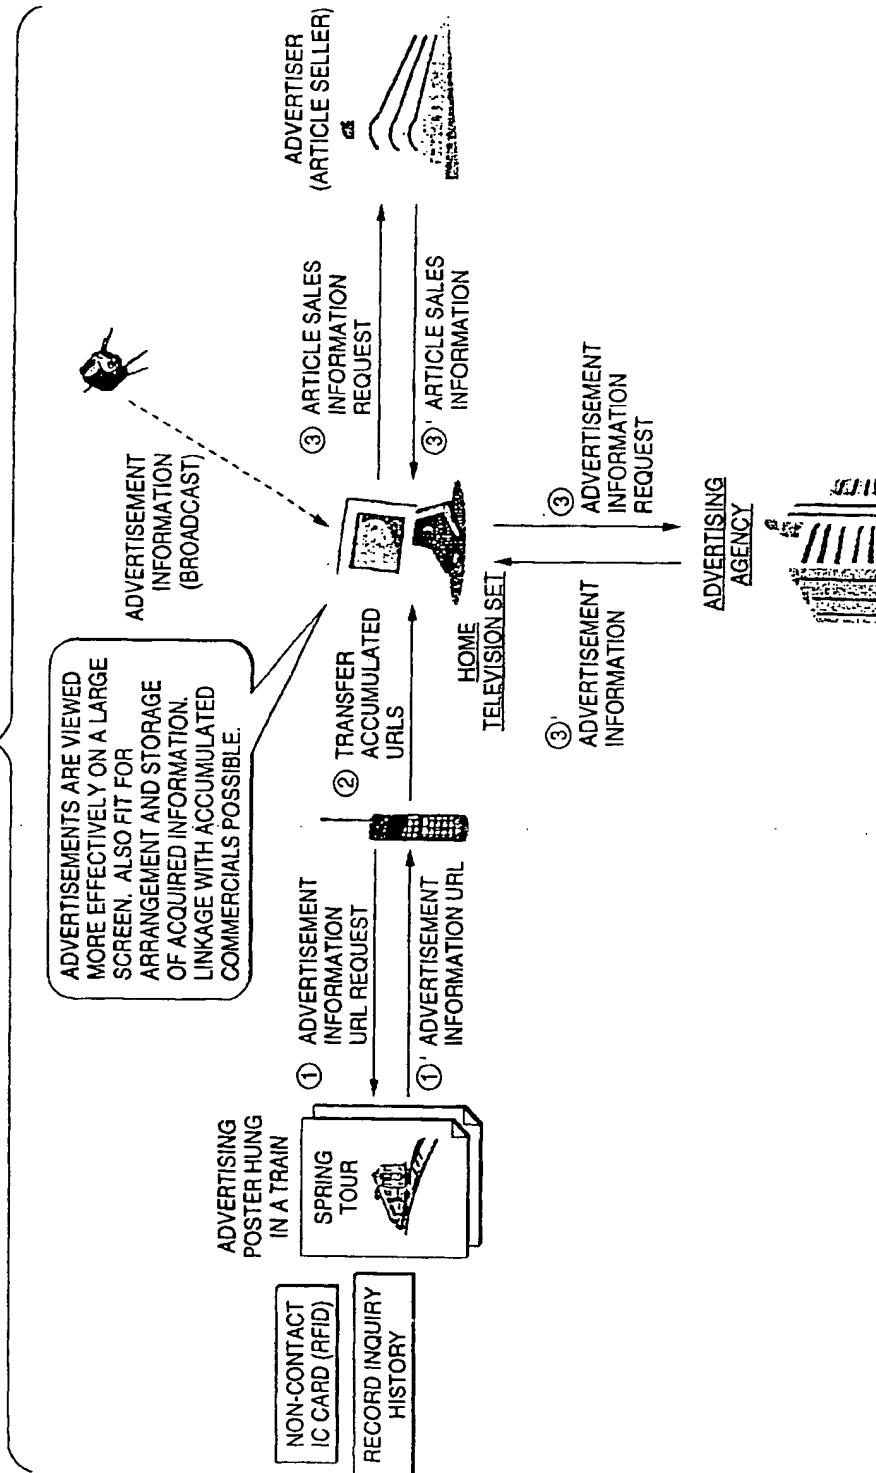 NON-CONTACT
IC CARD (RFID)
RECORD INQUIRY
HISTORY
ADVERTISING
POSTER HUNG
IN A TRAIN
SPRING
TOUR
① ADVERTISEMENT
INFORMATION
URL REQUEST
①' ADVERTISEMENT
INFORMATION URL
ADVERTISEMENTS ARE VIEWED
MORE EFFECTIVELY ON A LARGE
SCREEN. ALSO FIT FOR
ARRANGEMENT AND STORAGE
OF ACQUIRED INFORMATION.
LINKAGE WITH ACCUMULATED
COMMERCIALS POSSIBLE.
② TRANSFER
ACCUMULATED
URLS
HOME
TELEVISION SET
ADVERTISEMENT
INFORMATION
(BROADCAST)
③ ARTICLE SALES
INFORMATION
REQUEST
③' ARTICLE SALES
INFORMATION
ADVERTISER
(ARTICLE SELLER)
③' ADVERTISEMENT
INFORMATION
③ ADVERTISEMENT
INFORMATION
REQUEST
ADVERTISING
AGENCY